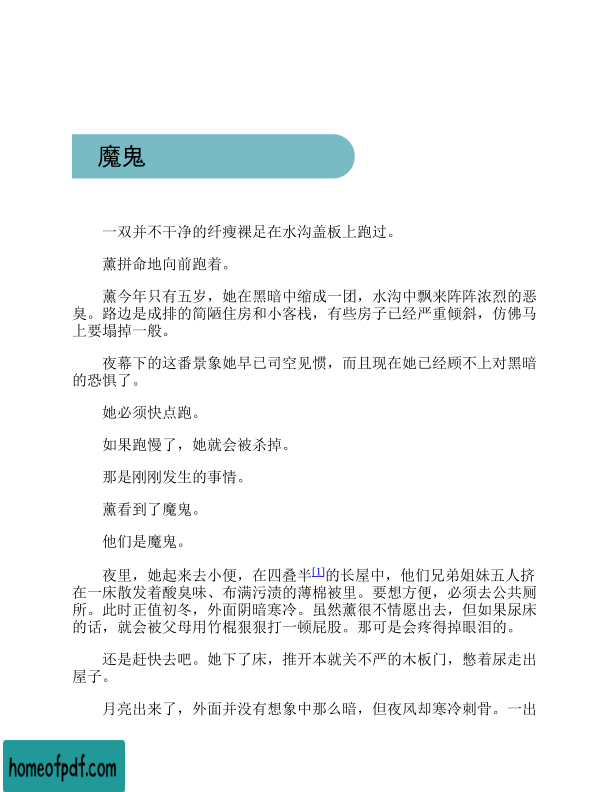 魔鬼
一双并不干净的纤瘦裸足在水沟盖板上跑过。
薰拼命地向前跑着。
薰今年只有五岁，她在黑暗中缩成一团，水沟中飘来阵阵浓烈的恶
臭。路边是成排的简陋住房和小客栈，有些房子已经严重倾斜，仿佛马
上要塌掉一般。
夜幕下的这番景象她早已司空见惯，而且现在她已经顾不上对黑暗
的恐惧了。
她必须快点跑。
如果跑慢了，她就会被杀掉。
那是刚刚发生的事情。
薰看到了魔鬼。
他们是魔鬼。
夜里，她起来去小便，在四叠半[1]的长屋中，他们兄弟姐妹五人挤
在一床散发着酸臭味、布满污渍的薄棉被里。要想方便，必须去公共厕
所。此时正值初冬，外面阴暗寒冷。虽然薰很不情愿出去，但如果尿床
的话，就会被父母用竹棍狠狠打一顿屁股。那可是会疼得掉眼泪的。
还是赶快去吧。她下了床，推开本就关不严的木板门，憋着尿走出
屋子。
月亮出来了，外面并没有想象中那么暗，但夜风却寒冷刺骨。一出
homeofpdf.com